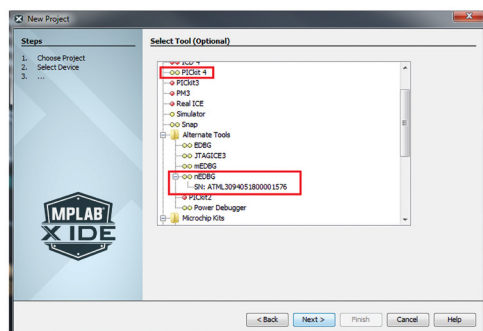 New Project
Steps
1. Choose Project
2. Select Device
3. ...
Select Tool (Optional)
ICD 4
PICkit 4
PICkit3
PM3
Real ICE
Simulator
Snap
Alternate Tools
EDBG
JTAGICE3
mEDBG
nEDBG
SN: ATML3094051800001576
PICkit2
Power Debugger
Microchip Kits
MPLAB
X IDE
< Back
Next >
Finish
Cancel
Help